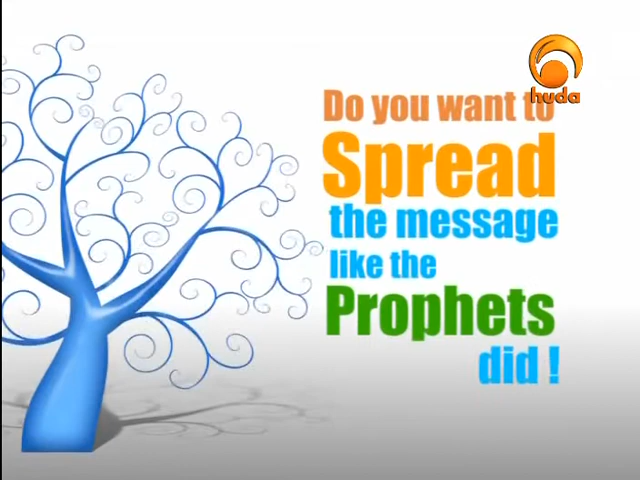 huda
Do you want to
Spread
the message
like the
Prophets
did !